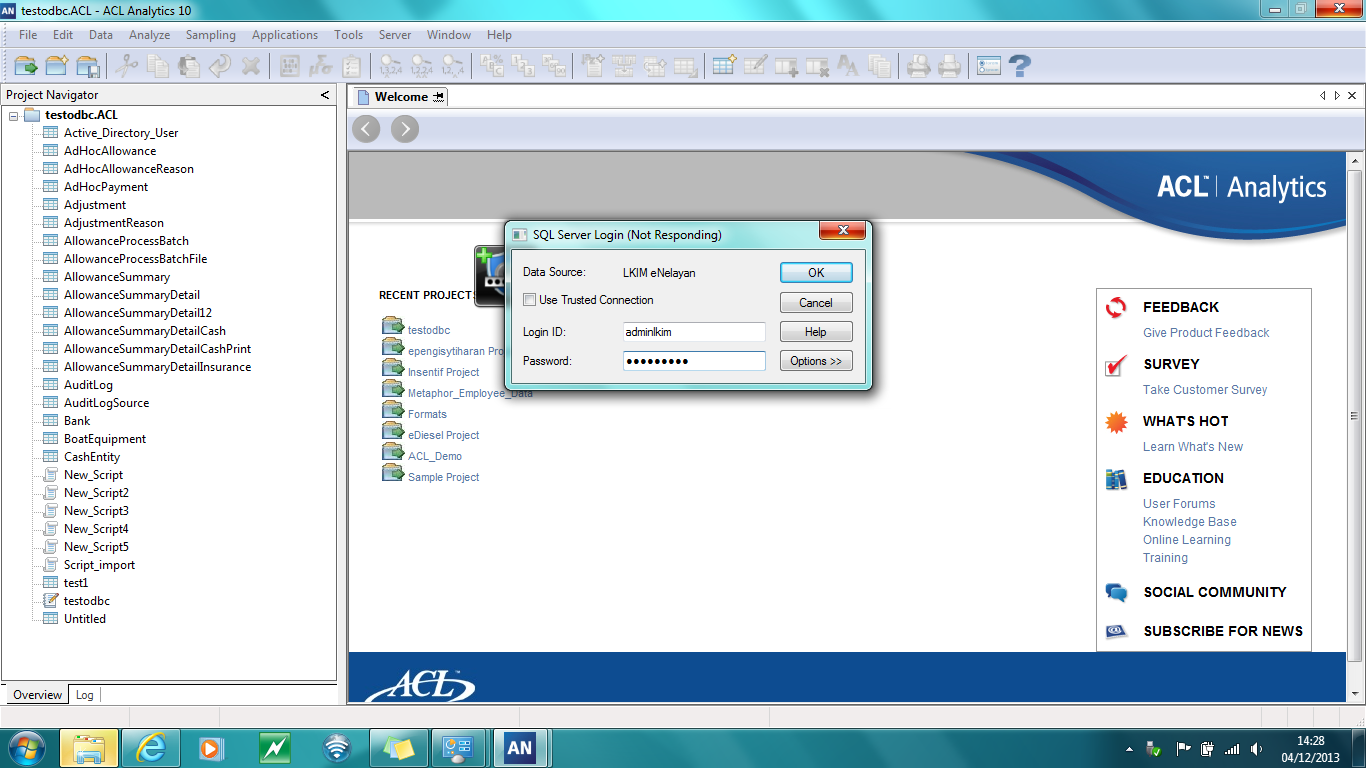 testodbc.ACL - ACL Analytics 10
File Edit Data Analyze Sampling Applications Tools Server Window Help
Project Navigator
Welcome
testodbc.ACL
Active_Directory_User
AdHocAllowance
AdHocAllowanceReason
AdHocPayment
Adjustment
AdjustmentReason
AllowanceProcessBatch
AllowanceProcessBatchFile
AllowanceSummary
AllowanceSummaryDetail
AllowanceSummaryDetail12
AllowanceSummaryDetailCash
AllowanceSummaryDetailCashPrint
AllowanceSummaryDetailInsurance
AuditLog
AuditLogSource
Bank
BoatEquipment
CashEntity
New_Script
New_Script2
New_Script3
New_Script4
New_Script5
Script_import
test1
testodbc
Untitled
Overview Log
ACL™ | Analytics
SQL Server Login (Not Responding)
Data Source: LKIM eNelayan OK
Use Trusted Connection Cancel
Login ID: adminlkim Help
Password: ●●●●●●●●● Options >>
RECENT PROJECT
testodbc
epengisytiharan Pro
Insentif Project
Metaphor_Employee_Data
Formats
eDiesel Project
ACL_Demo
Sample Project
FEEDBACK
Give Product Feedback
SURVEY
Take Customer Survey
WHAT'S HOT
Learn What's New
EDUCATION
User Forums
Knowledge Base
Online Learning
Training
SOCIAL COMMUNITY
SUBSCRIBE FOR NEWS
ACL™
AN
14:28
04/12/2013